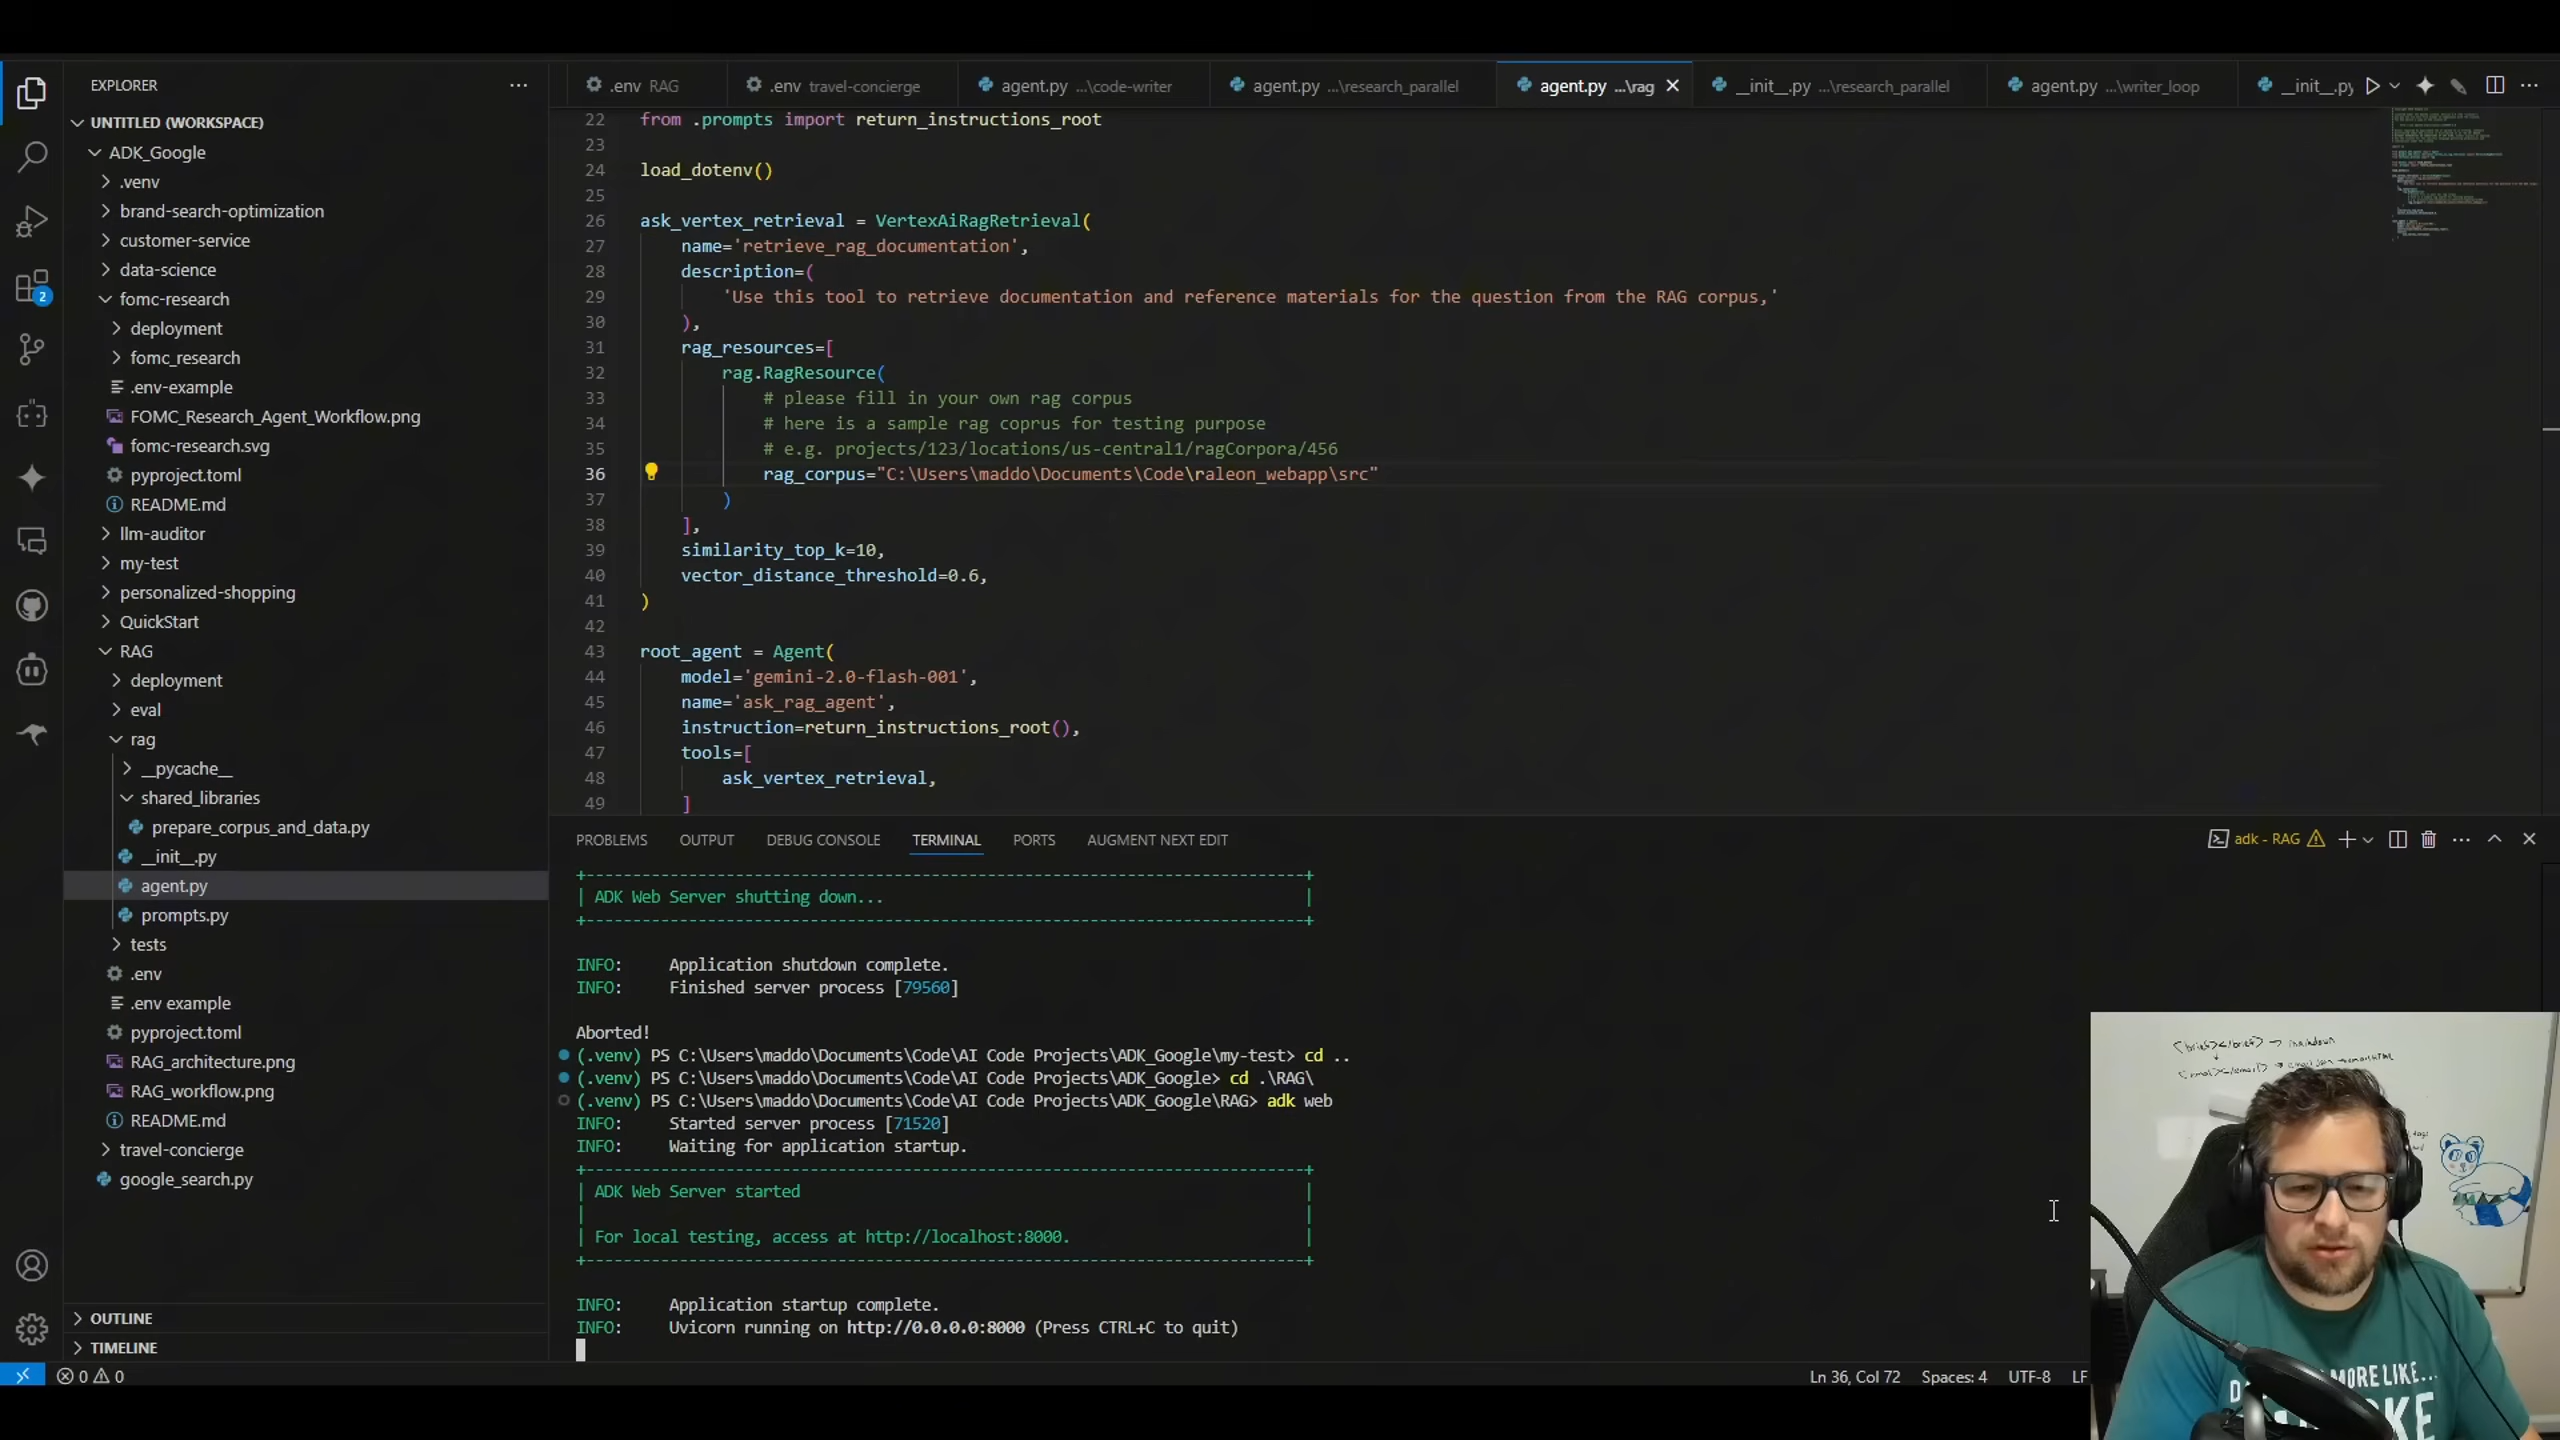 EXPLORER
UNTITLED (WORKSPACE)
ADK_Google
.venv
brand-search-optimization
customer-service
data-science
fomc-research
deployment
fomc_research
.env-example
FOMC_Research_Agent_Workflow.png
fomc-research.svg
pyproject.toml
README.md
llm-auditor
my-test
personalized-shopping
QuickStart
RAG
deployment
eval
rag
__pycache__
shared_libraries
prepare_corpus_and_data.py
__init__.py
agent.py
prompts.py
tests
.env
.env example
pyproject.toml
RAG_architecture.png
RAG_workflow.png
README.md
travel-concierge
google_search.py
OUTLINE
TIMELINE
2
.env RAG
.env travel-concierge
agent.py ...\code-writer
agent.py ...\research_parallel
agent.py ...\rag
__init__.py ...\research_parallel
agent.py ...\writer_loop
__init__.py
22 from .prompts import return_instructions_root
23
24 load_dotenv()
25
26 ask_vertex_retrieval = VertexAiRagRetrieval(
27 name='retrieve_rag_documentation',
28 description=(
29 'Use this tool to retrieve documentation and reference materials for the question from the RAG corpus,'
30 ),
31 rag_resources=[
32 rag.RagResource(
33 # please fill in your own rag corpus
34 # here is a sample rag coprus for testing purpose
35 # e.g. projects/123/locations/us-central1/ragCorpora/456
36 rag_corpus="C:\Users\maddo\Documents\Code\raleon_webapp\src"
37 )
38 ],
39 similarity_top_k=10,
40 vector_distance_threshold=0.6,
41 )
42
43 root_agent = Agent(
44 model='gemini-2.0-flash-001',
45 name='ask_rag_agent',
46 instruction=return_instructions_root(),
47 tools=[
48 ask_vertex_retrieval,
49 ]
PROBLEMS OUTPUT DEBUG CONSOLE TERMINAL PORTS AUGMENT NEXT EDIT
adk - RAG
ADK Web Server shutting down...
INFO: Application shutdown complete.
INFO: Finished server process [79560]
Aborted!
(.venv) PS C:\Users\maddo\Documents\Code\AI Code Projects\ADK_Google\my-test> cd ..
(.venv) PS C:\Users\maddo\Documents\Code\AI Code Projects\ADK_Google> cd .\RAG\
(.venv) PS C:\Users\maddo\Documents\Code\AI Code Projects\ADK_Google\RAG> adk web
INFO: Started server process [71520]
INFO: Waiting for application startup.
ADK Web Server started
For local testing, access at http://localhost:8000.
INFO: Application startup complete.
INFO: Uvicorn running on http://0.0.0.0:8000 (Press CTRL+C to quit)
0 0
Ln 36, Col 72 Spaces: 4 UTF-8 LF
<brief></brief> → markdown
MORE LIKE...